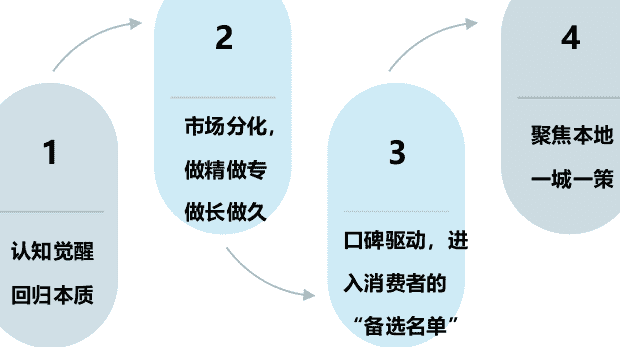 1
认知觉醒
回归本质
2
市场分化，
做精做专
做长做久
3
口碑驱动，进
入消费者的
“备选名单”
4
聚焦本地
一城一策